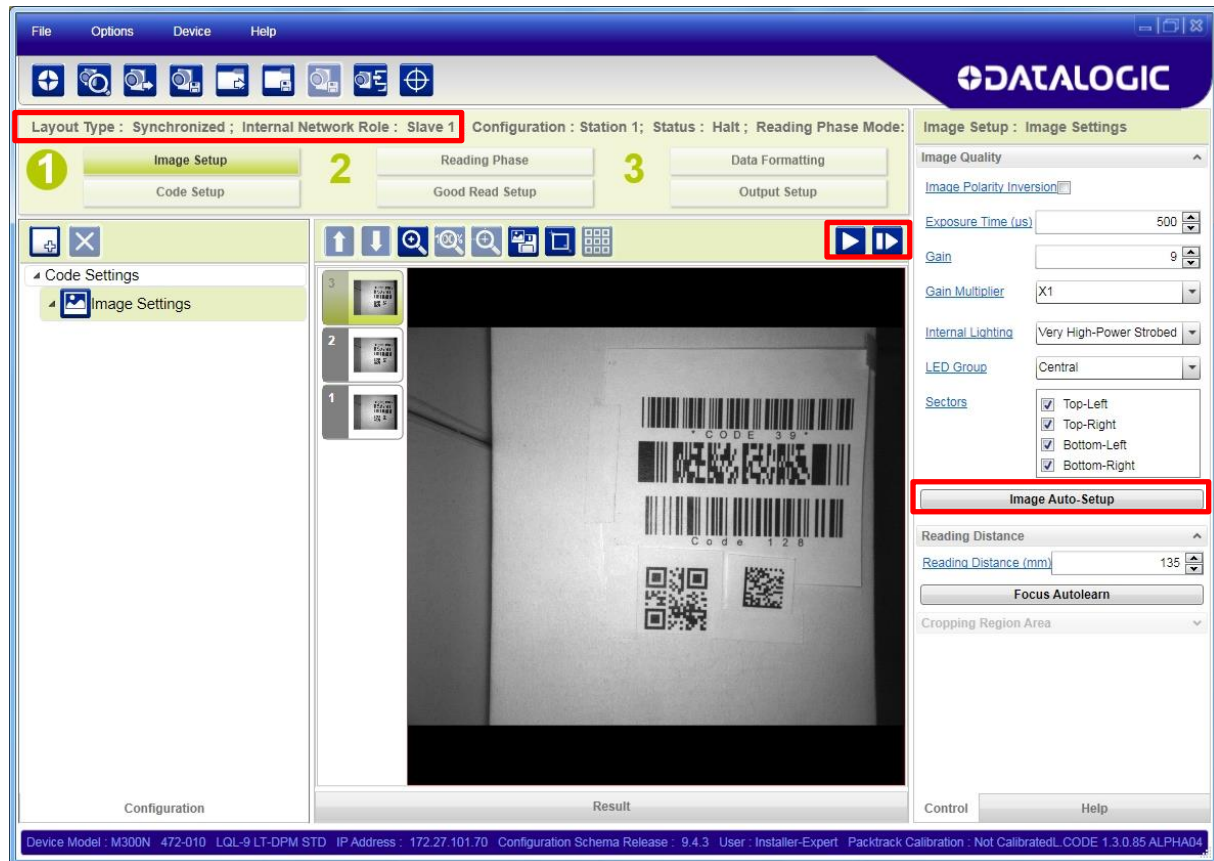 File Options Device Help
DATALOGIC
Layout Type : Synchronized ; Internal Network Role : Slave 1 Configuration : Station 1; Status : Halt ; Reading Phase Mode:
1 Image Setup 2 Reading Phase 3 Data Formatting
Code Setup Good Read Setup Output Setup
Code Settings
Image Settings
3
2
1
* CODE 39 *
Code 128
Configuration
Result
Image Setup : Image Settings
Image Quality
Image Polarity Inversion
Exposure Time (us) 500
Gain 9
Gain Multiplier X1
Internal Lighting Very High-Power Strobed
LED Group Central
Sectors Top-Left
Top-Right
Bottom-Left
Bottom-Right
Image Auto-Setup
Reading Distance
Reading Distance (mm) 135
Focus Autolearn
Cropping Region Area
Control Help
Device Model : M300N 472-010 LQL-9 LT-DPM STD IP Address : 172.27.101.70 Configuration Schema Release : 9.4.3 User : Installer-Expert Packtrack Calibration : Not CalibratedL.CODE 1.3.0.85 ALPHA04